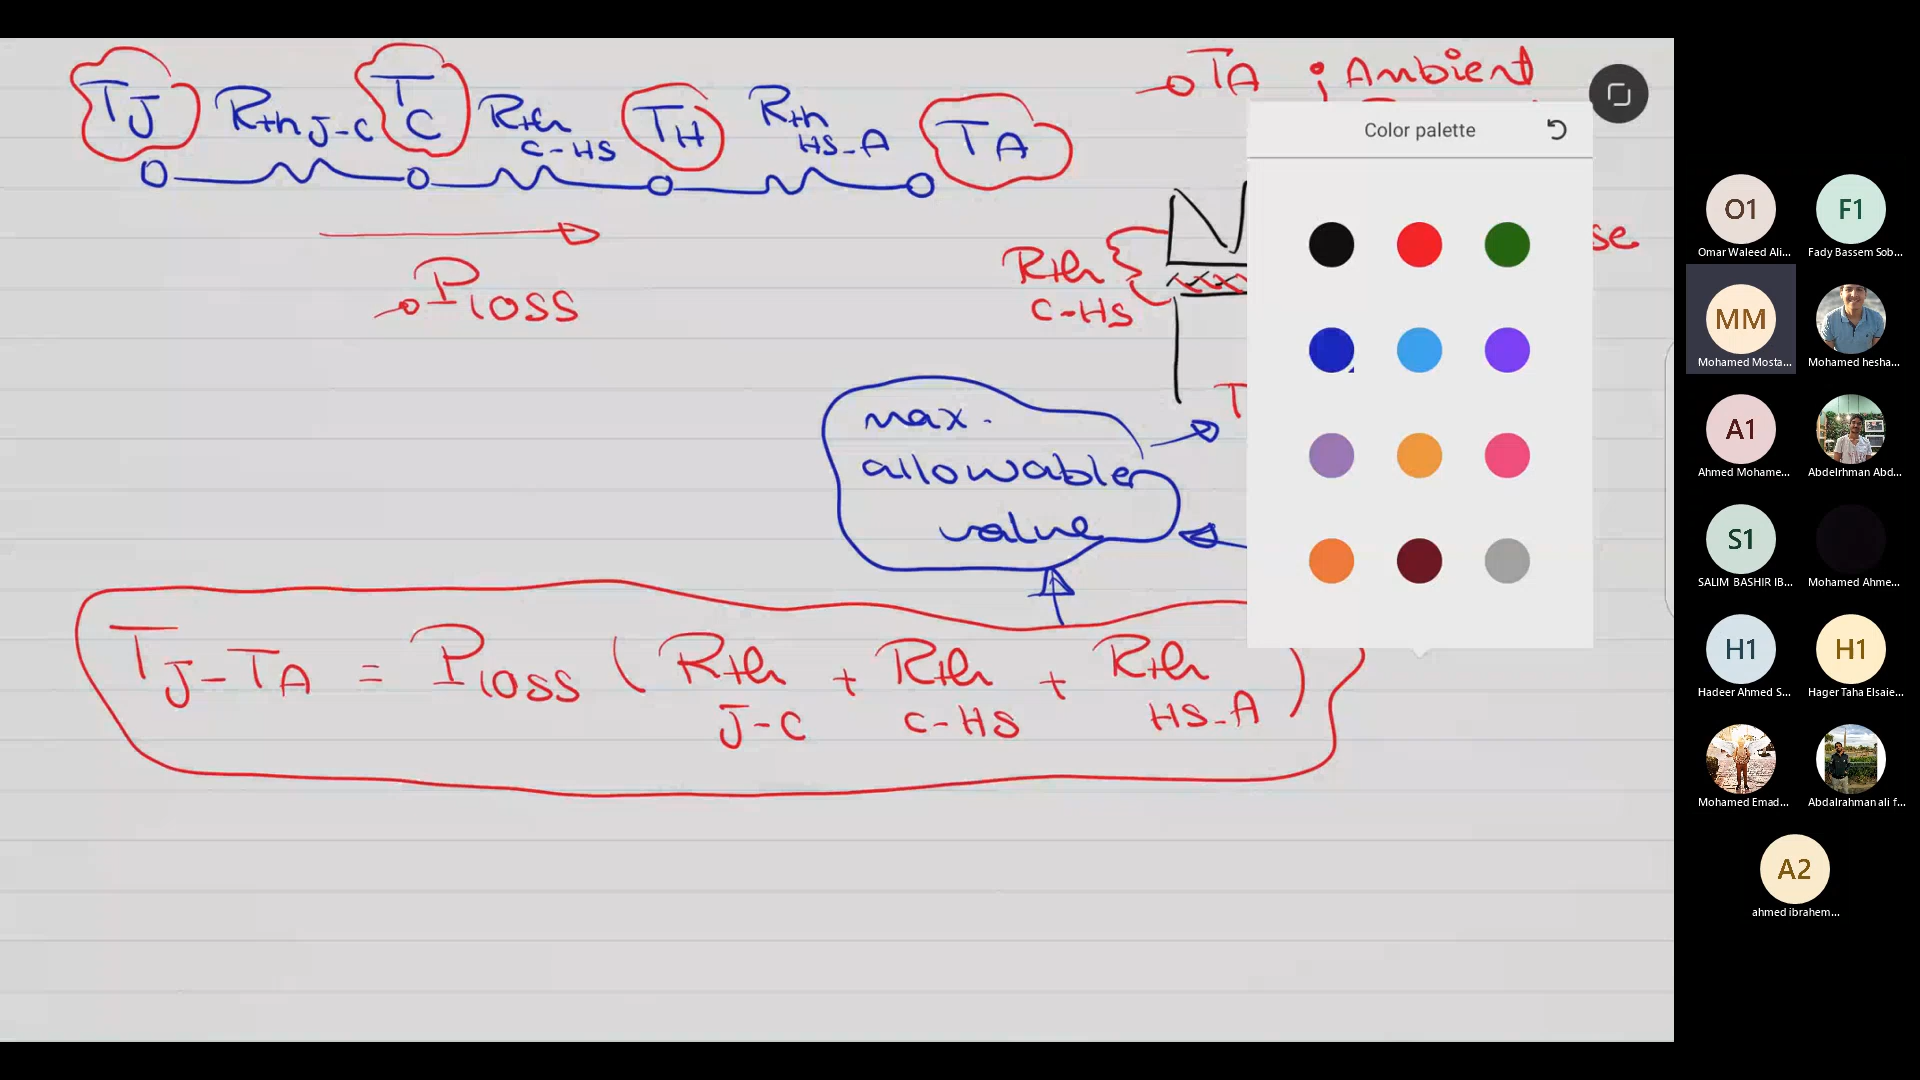 TJ RthJ-C TC Rth C-HS TH Rth HS-A TA
→ TA : Ambient
Color palette
Ploss
Rth C-HS
se
T
max.
allowable
value
TJ-TA = Ploss ( Rth J-C + Rth C-HS + Rth HS-A )
O1 F1
Omar Waleed Ali... Fady Bassem Sob...
MM
Mohamed Mosta... Mohamed hesha...
A1
Ahmed Mohame... Abdelrhman Abd...
S1
SALIM BASHIR IB... Mohamed Ahme...
H1 H1
Hadeer Ahmed S... Hager Taha Elsaie...
Mohamed Emad... Abdalrahman ali f...
A2
ahmed ibrahem...